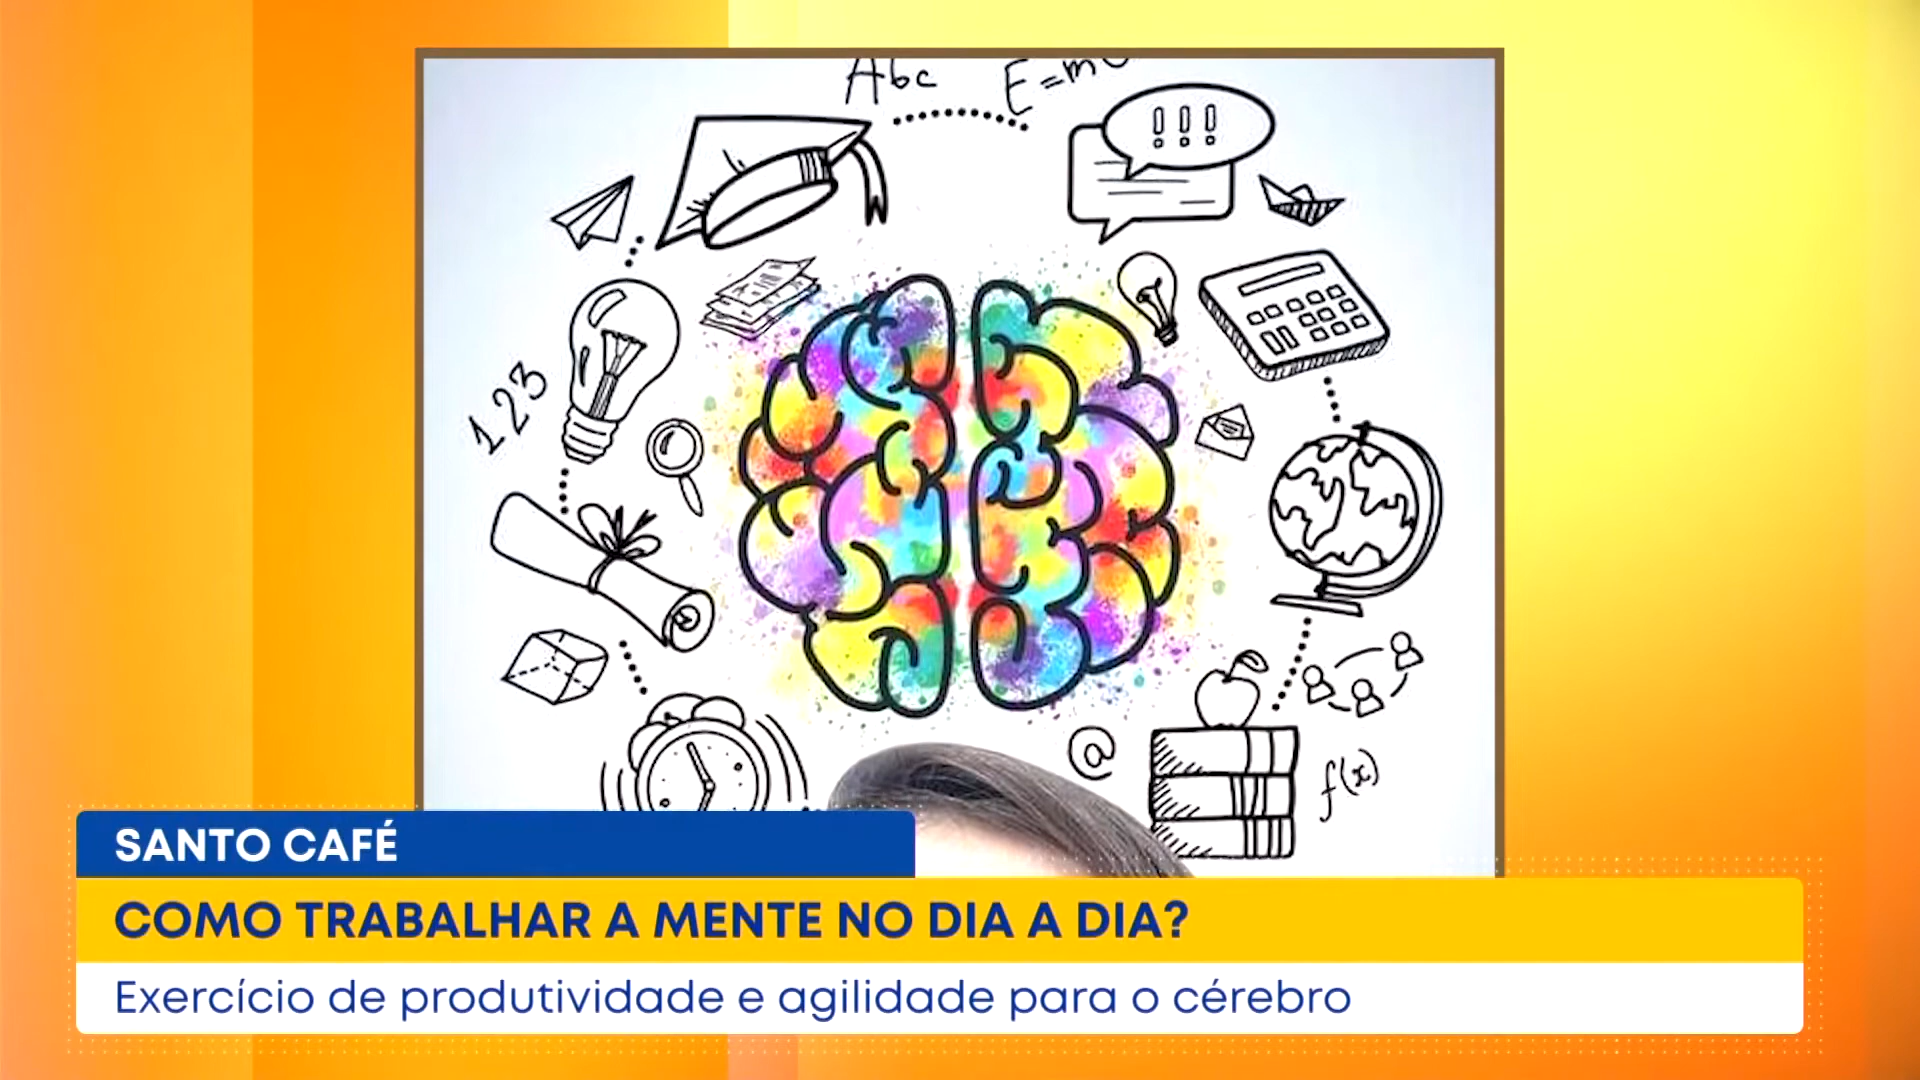 Abc
!!!
123
@
f(x)
SANTO CAFÉ
COMO TRABALHAR A MENTE NO DIA A DIA?
Exercício de produtividade e agilidade para o cérebro